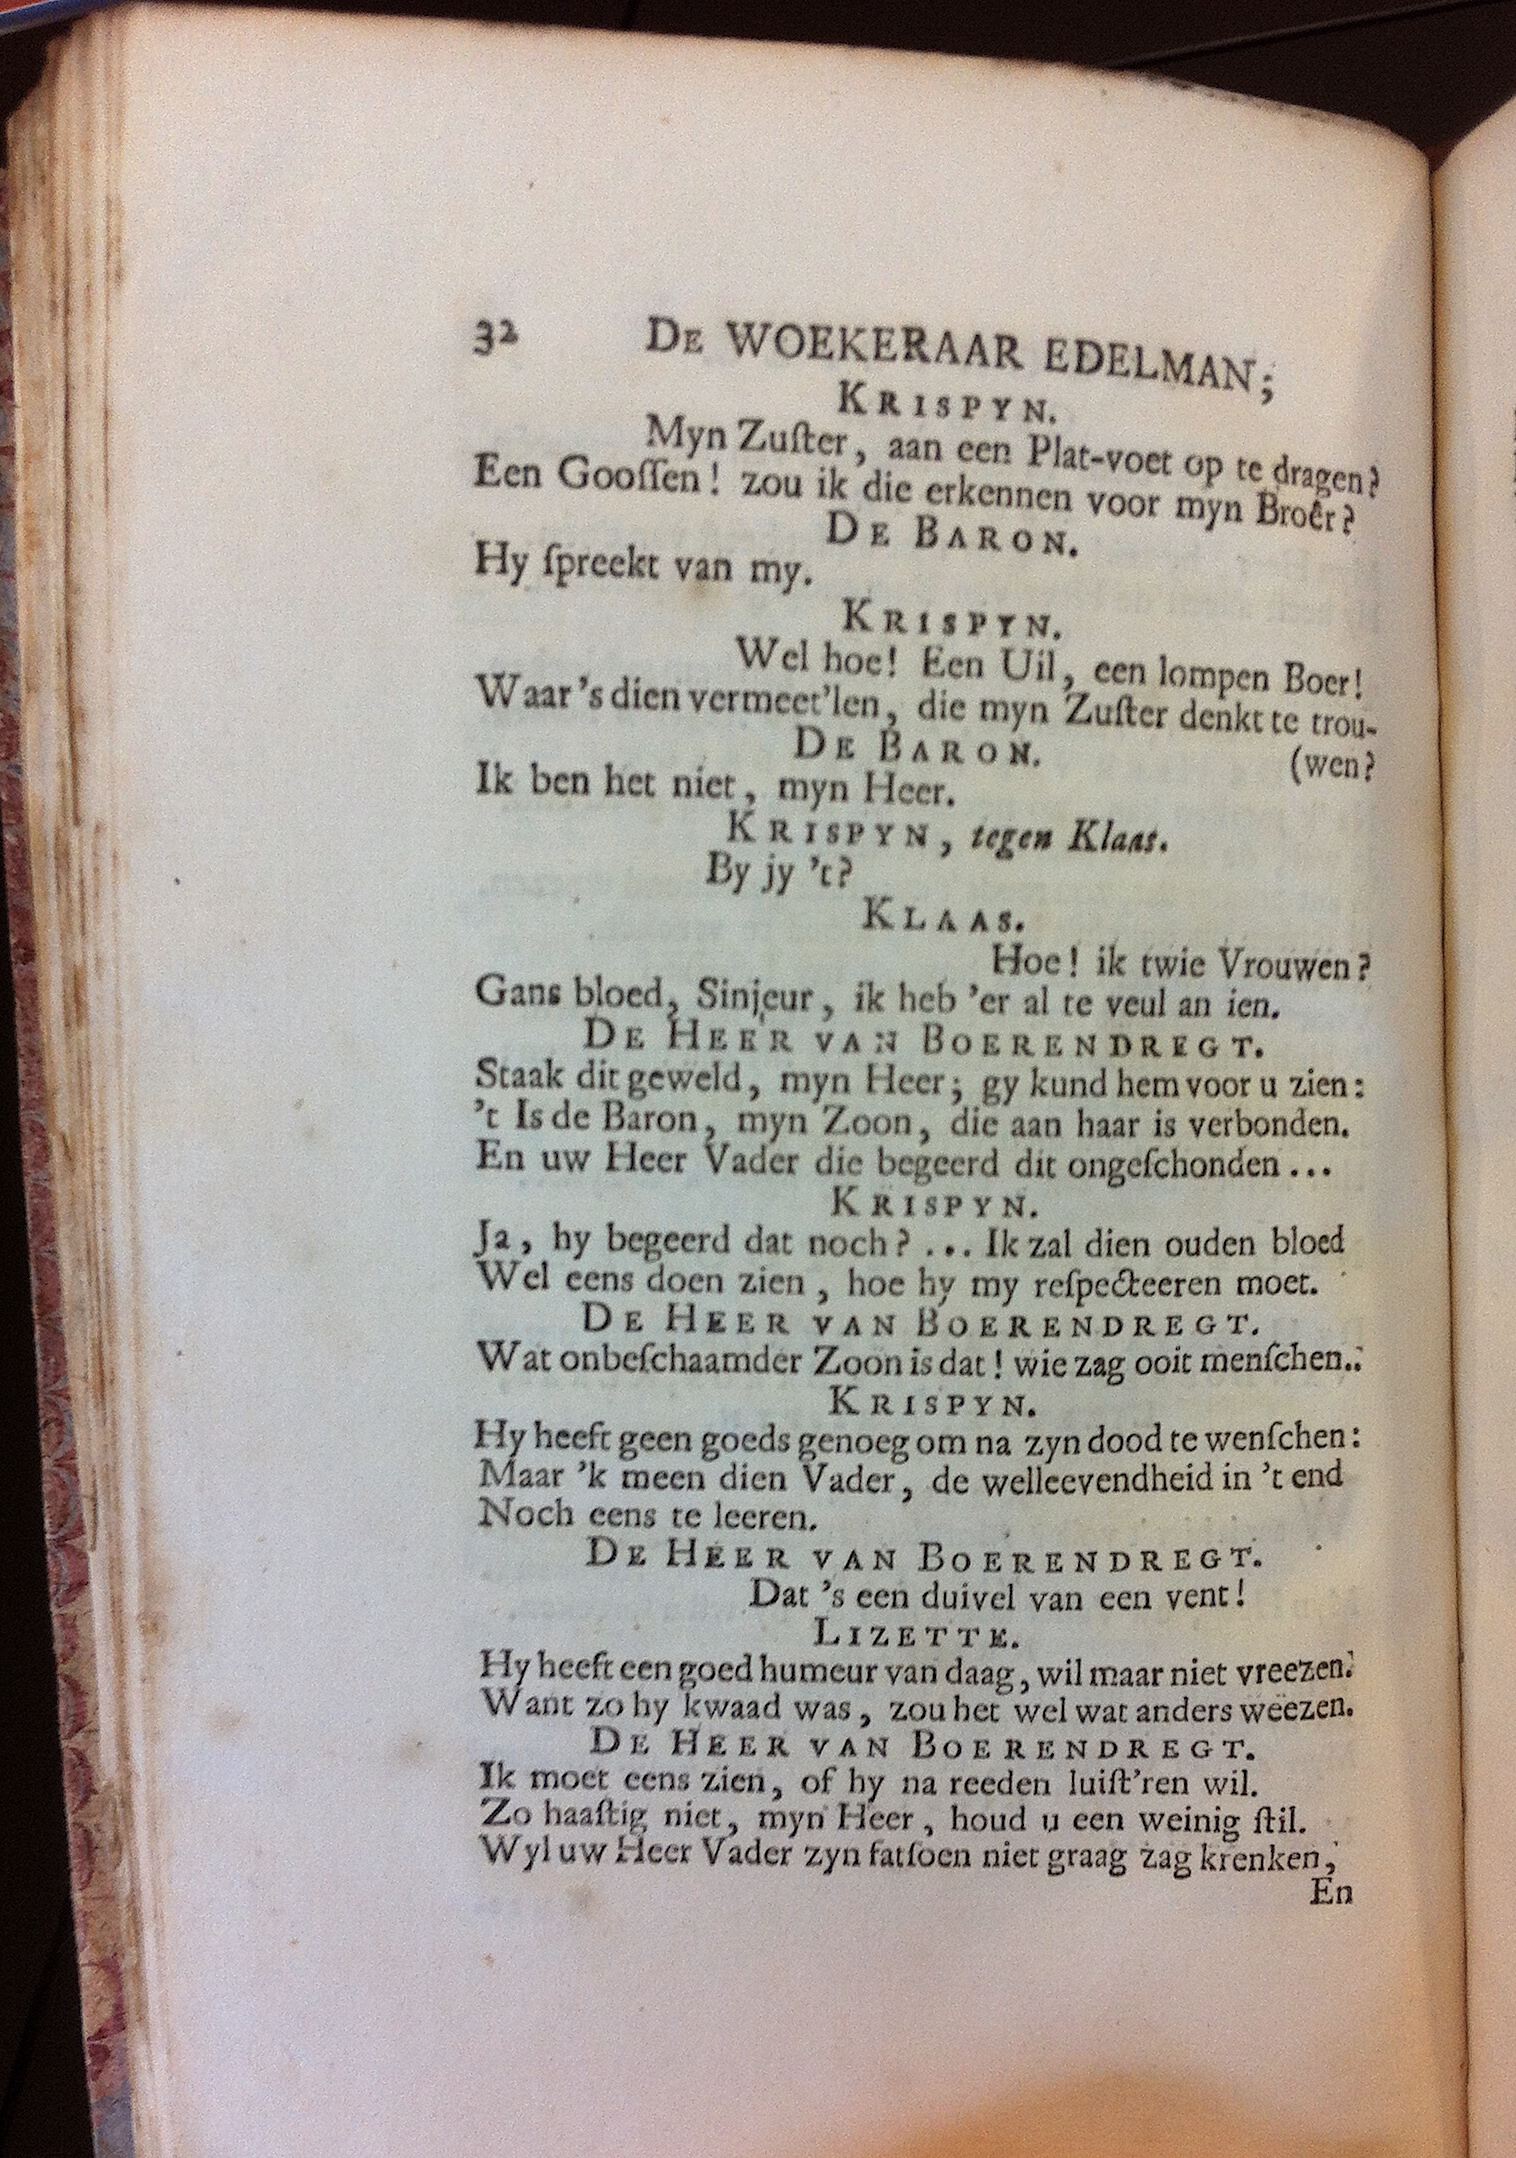 32 DE WOEKERAAR EDELMAN;
KRISPYN.
Myn Zuſter, aan een Plat-voet op te dragen?
Een Gooſſen! zou ik die erkennen voor myn Broêr?
DE BARON.
Hy ſpreekt van my.
KRISPYN.
Wel hoe! Een Uil, een lompen Boer!
Waar's dien vermeet'len, die myn Zuſter denkt te trou-
DE BARON. (wen?
Ik ben het niet, myn Heer.
KRISPYN, tegen Klaas.
By jy 't?
KLAAS.
Hoe! ik twie Vrouwen?
Gans bloed, Sinjeur, ik heb 'er al te veul an ien.
DE HEER VAN BOERENDREGT.
Staak dit geweld, myn Heer; gy kund hem voor u zien:
't Is de Baron, myn Zoon, die aan haar is verbonden.
En uw Heer Vader die begeerd dit ongeſchonden...
KRISPYN.
Ja, hy begeerd dat noch? ... Ik zal dien ouden bloed
Wel eens doen zien, hoe hy my reſpecteeren moet.
DE HEER VAN BOERENDREGT.
Wat onbeſchaamder Zoon is dat! wie zag ooit menſchen..
KRISPYN.
Hy heeft geen goeds genoeg om na zyn dood te wenſchen:
Maar 'k meen dien Vader, de welleevendheid in 't end
Noch eens te leeren.
DE HEER VAN BOERENDREGT.
Dat 's een duivel van een vent!
LIZETTE.
Hy heeft een goed humeur van daag, wil maar niet vreezen.
Want zo hy kwaad was, zou het wel wat anders weezen.
DE HEER VAN BOERENDREGT.
Ik moet eens zien, of hy na reeden luiſt'ren wil.
Zo haaſtig niet, myn Heer, houd u een weinig ſtil.
Wyl uw Heer Vader zyn fatſoen niet graag zag krenken,
En